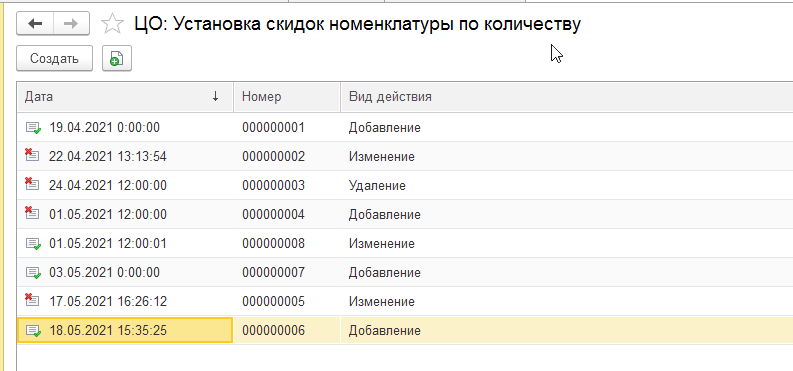 ЦО: Установка скидок номенклатуры по количеству
Создать
Дата ↓ Номер Вид действия
19.04.2021 0:00:00 000000001 Добавление
22.04.2021 13:13:54 000000002 Изменение
24.04.2021 12:00:00 000000003 Удаление
01.05.2021 12:00:00 000000004 Добавление
01.05.2021 12:00:01 000000008 Изменение
03.05.2021 0:00:00 000000007 Добавление
17.05.2021 16:26:12 000000005 Изменение
18.05.2021 15:35:25 000000006 Добавление